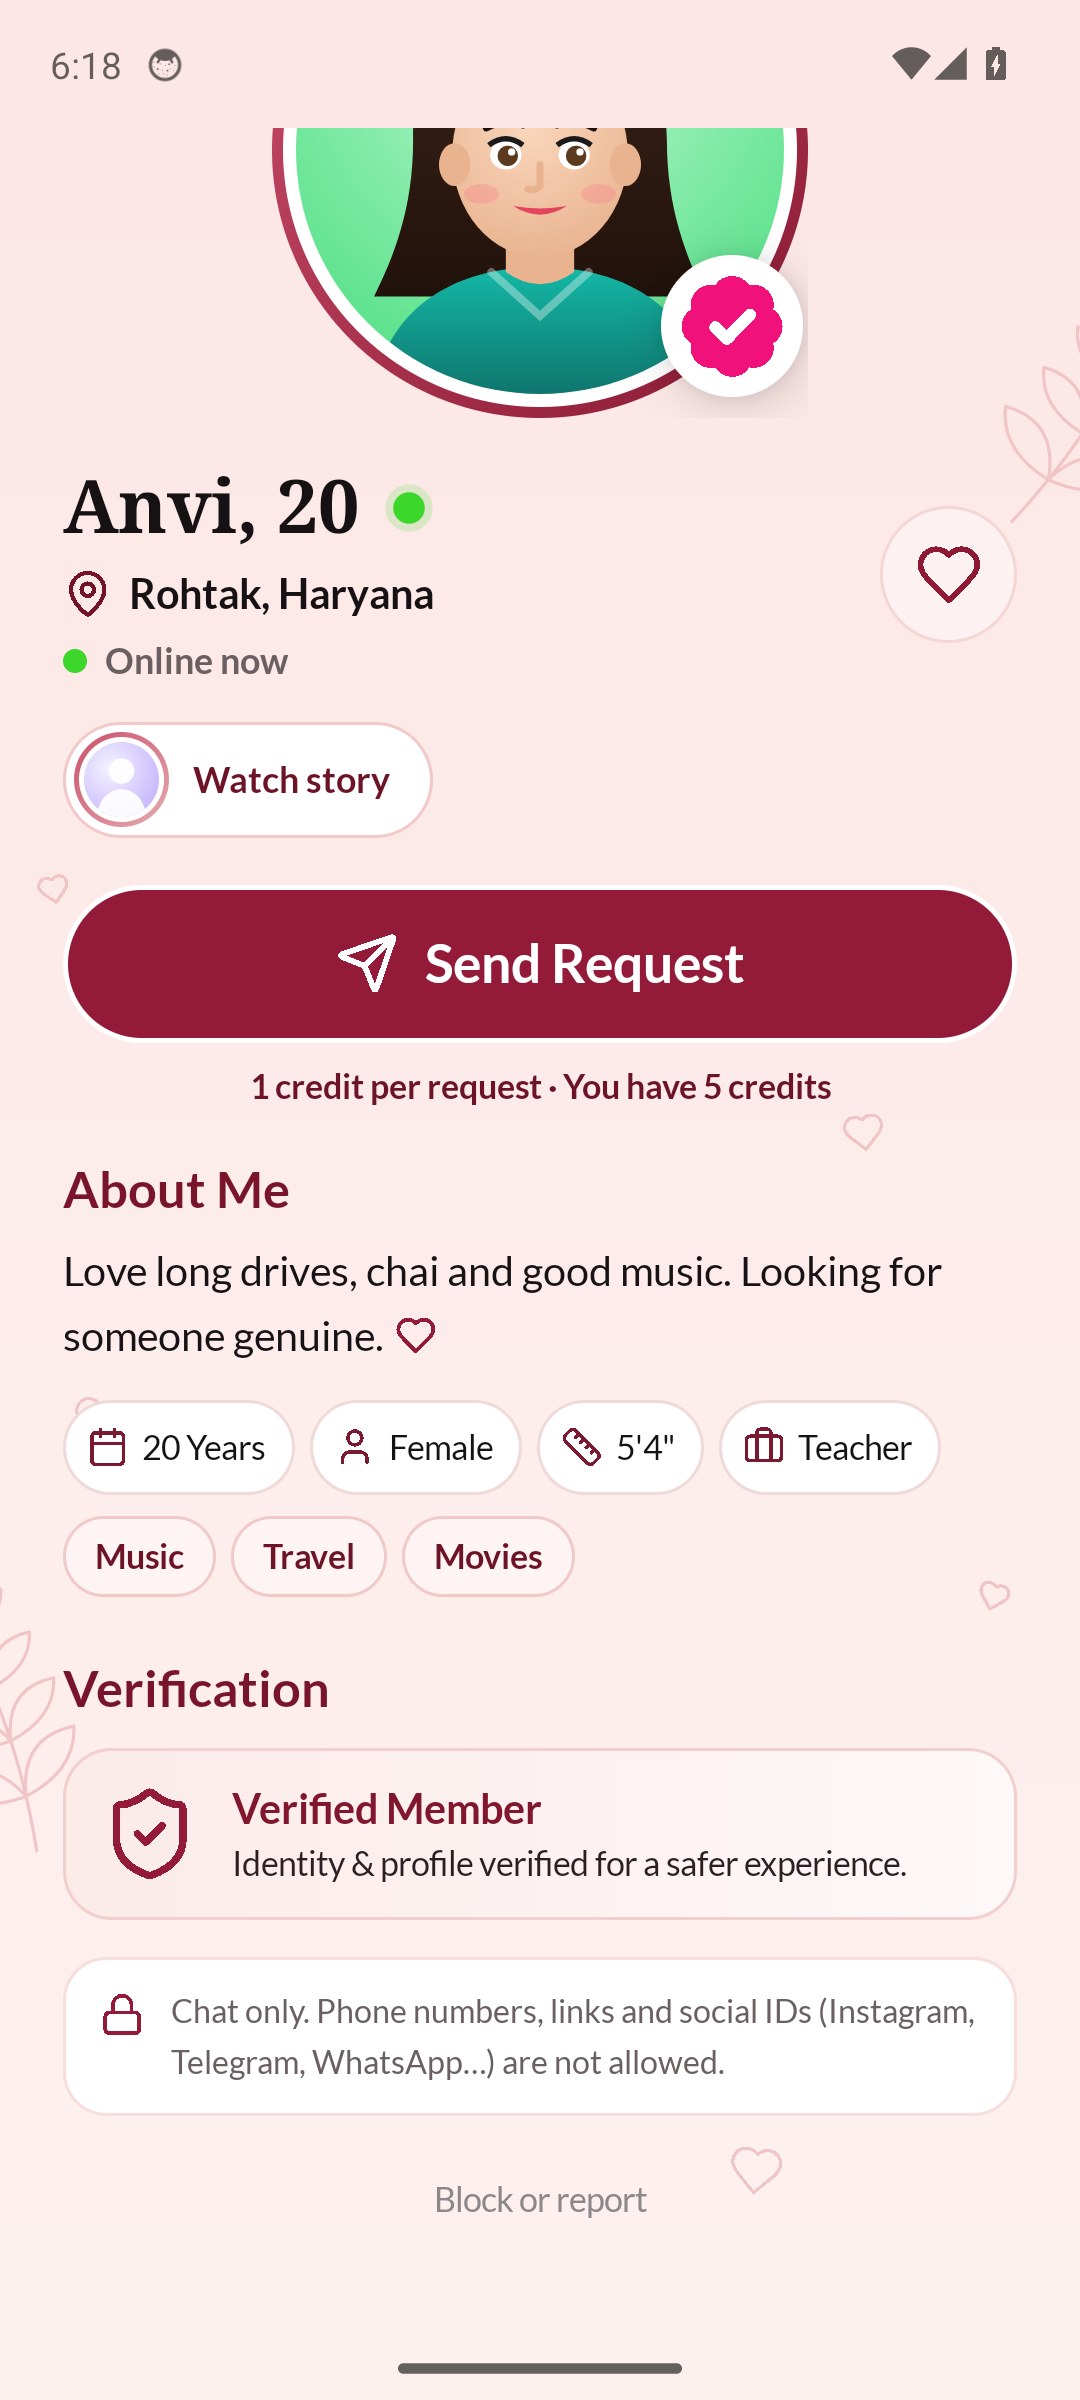 6:18
Anvi, 20
Rohtak, Haryana
Online now
Watch story
Send Request
1 credit per request · You have 5 credits
About Me
Love long drives, chai and good music. Looking for
someone genuine.
20 Years
Female
5'4"
Teacher
Music
Travel
Movies
Verification
Verified Member
Identity & profile verified for a safer experience.
Chat only. Phone numbers, links and social IDs (Instagram,
Telegram, WhatsApp...) are not allowed.
Block or report